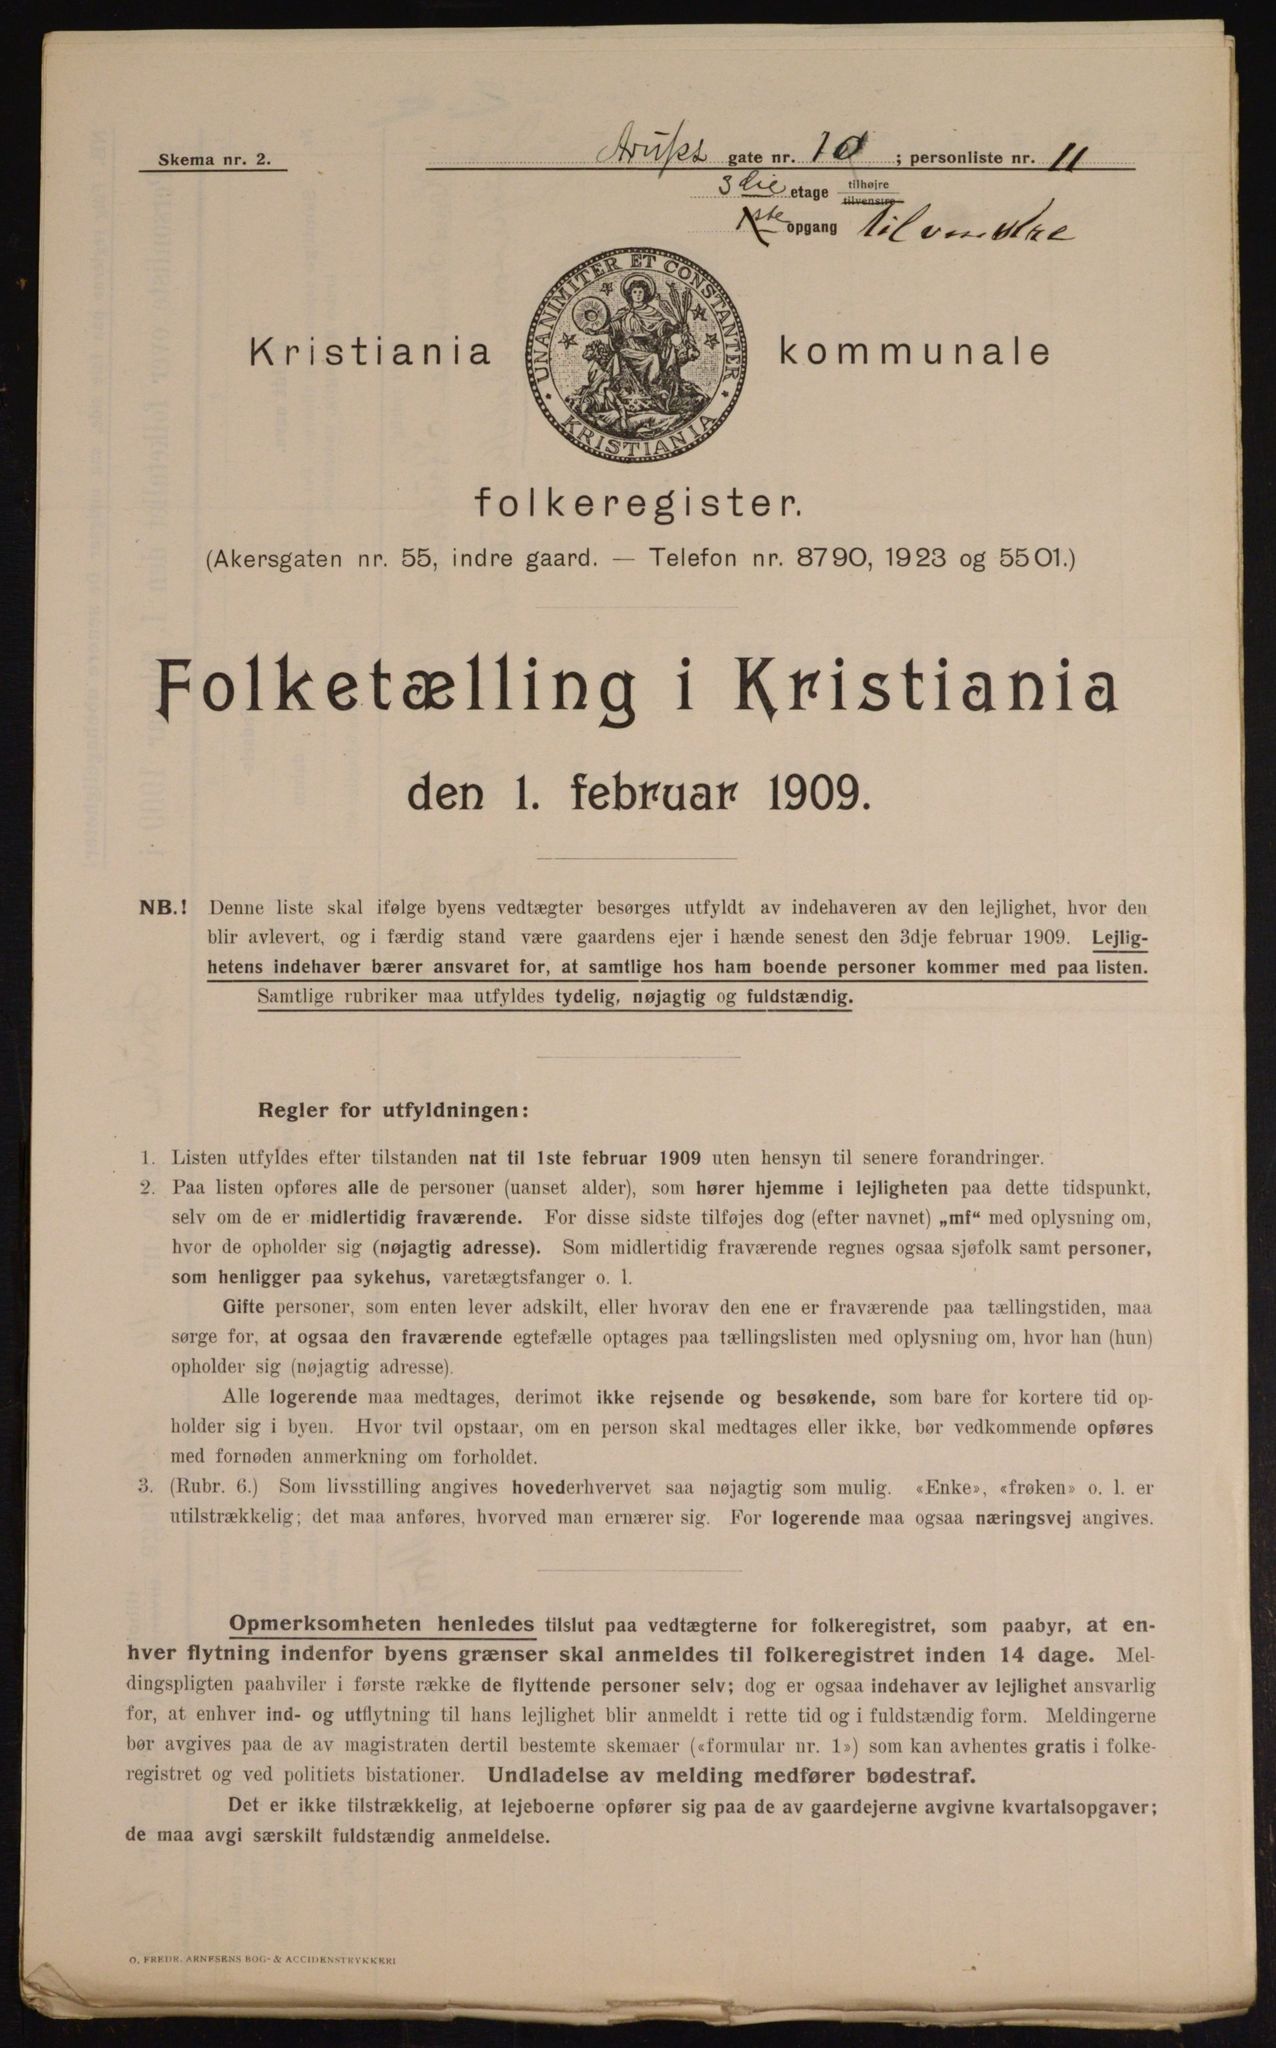 Skema nr. 2.
Arups gate nr. 10 ; personliste nr. 11
3die etage tilhøjre tilvenstre
1ste opgang Tilvenstre
UNANIMITER ET CONSTANTER
KRISTIANIA
Kristiania kommunale
folkeregister.
(Akersgaten nr. 55, indre gaard. — Telefon nr. 8790, 1923 og 5501.)
Folketælling i Kristiania
den 1. februar 1909.
NB.! Denne liste skal ifølge byens vedtægter besørges utfyldt av indehaveren av den lejlighet, hvor den
blir avlevert, og i færdig stand være gaardens ejer i hænde senest den 3dje februar 1909. Lejlig-
hetens indehaver bærer ansvaret for, at samtlige hos ham boende personer kommer med paa listen.
Samtlige rubriker maa utfyldes tydelig, nøjagtig og fuldstændig.
Regler for utfyldningen:
1. Listen utfyldes efter tilstanden nat til 1ste februar 1909 uten hensyn til senere forandringer.
2. Paa listen opføres alle de personer (uanset alder), som hører hjemme i lejligheten paa dette tidspunkt,
selv om de er midlertidig fraværende. For disse sidste tilføjes dog (efter navnet) „mf“ med oplysning om,
hvor de opholder sig (nøjagtig adresse). Som midlertidig fraværende regnes ogsaa sjøfolk samt personer,
som henligger paa sykehus, varetægtsfanger o. l.
Gifte personer, som enten lever adskilt, eller hvorav den ene er fraværende paa tællingstiden, maa
sørge for, at ogsaa den fraværende egtefælle optages paa tællingslisten med oplysning om, hvor han (hun)
opholder sig (nøjagtig adresse).
Alle logerende maa medtages, derimot ikke rejsende og besøkende, som bare for kortere tid op-
holder sig i byen. Hvor tvil opstaar, om en person skal medtages eller ikke, bør vedkommende opføres
med fornøden anmerkning om forholdet.
3. (Rubr. 6.) Som livsstilling angives hovederhvervet saa nøjagtig som mulig. «Enke», «frøken» o. l. er
utilstrækkelig; det maa anføres, hvorved man ernærer sig. For logerende maa ogsaa næringsvej angives.
Opmerksomheten henledes tilslut paa vedtægterne for folkeregistret, som paabyr, at en-
hver flytning indenfor byens grænser skal anmeldes til folkeregistret inden 14 dage. Mel-
dingspligten paahviler i første række de flyttende personer selv; dog er ogsaa indehaver av lejlighet ansvarlig
for, at enhver ind- og utflytning til hans lejlighet blir anmeldt i rette tid og i fuldstændig form. Meldingerne
bør avgives paa de av magistraten dertil bestemte skemaer («formular nr. 1») som kan avhentes gratis i folke-
registret og ved politiets bistationer. Undladelse av melding medfører bødestraf.
Det er ikke tilstrækkelig, at lejeboerne opfører sig paa de av gaardejerne avgivne kvartalsopgaver;
de maa avgi særskilt fuldstændig anmeldelse.
O. FREDR. ARNESENS BOG- & ACCIDENSTRYKKERI